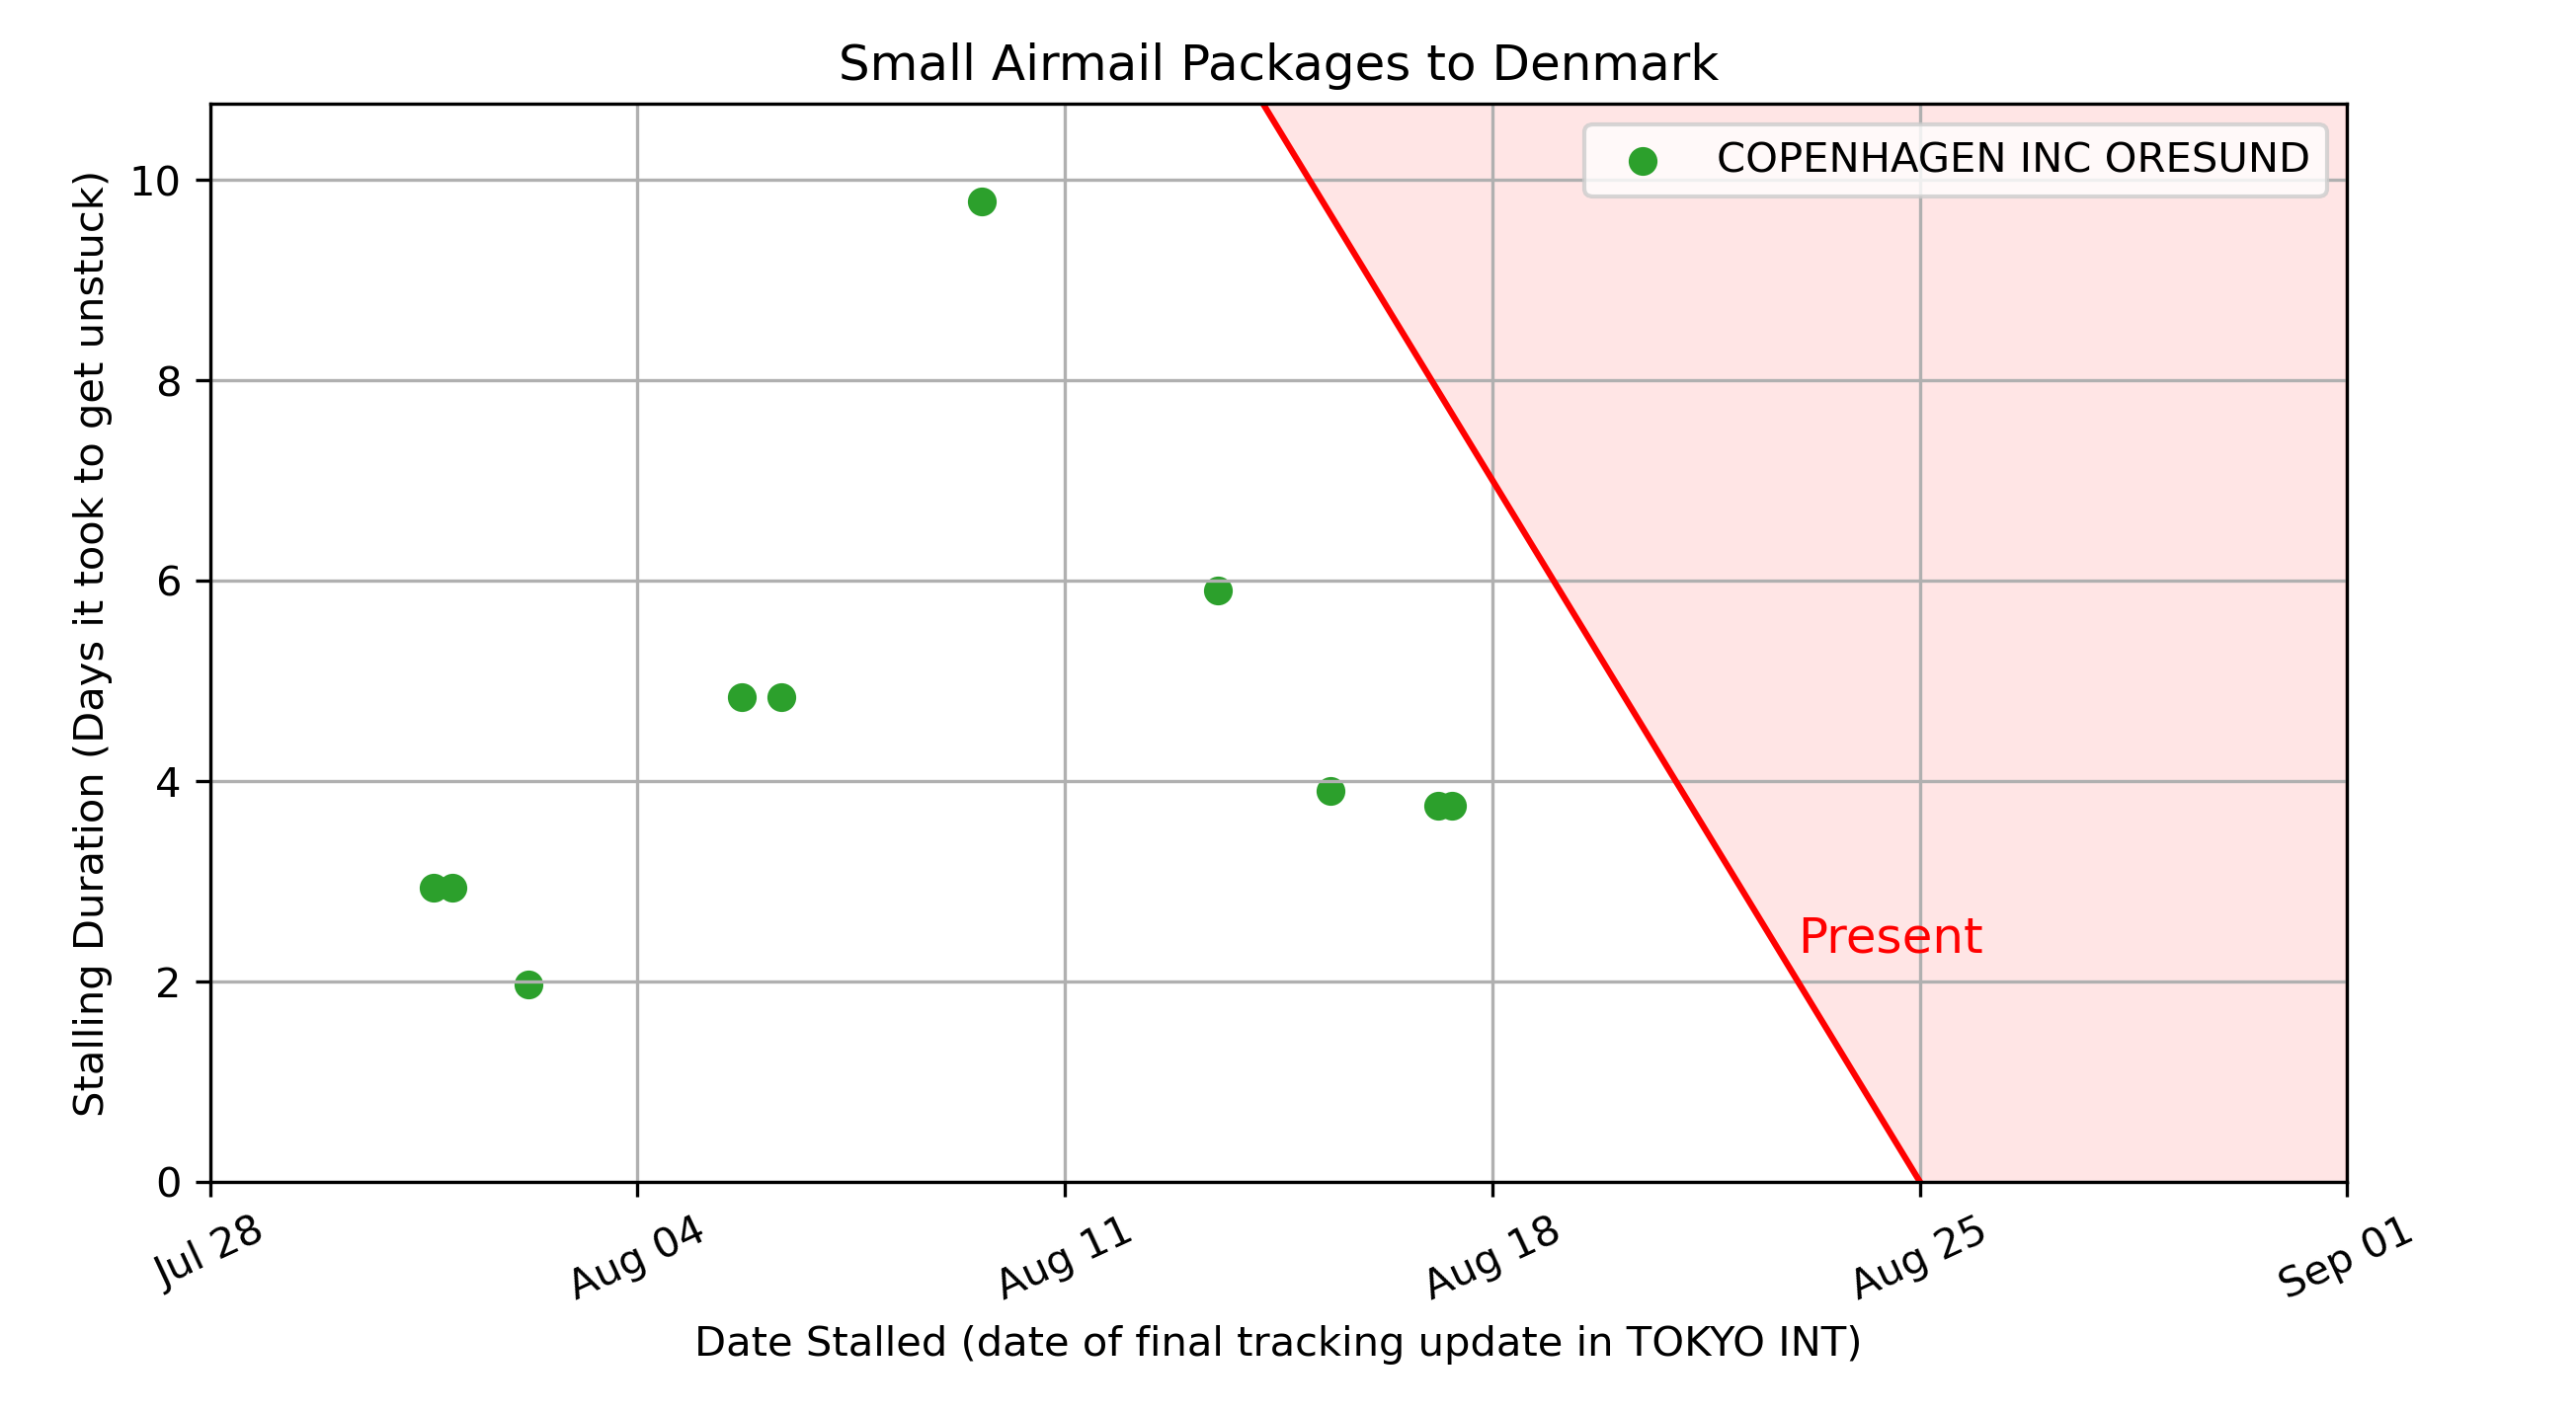 Small Airmail Packages to Denmark
COPENHAGEN INC ORESUND
Stalling Duration (Days it took to get unstuck)
10
8
6
4
2
0
Present
Jul 28
Aug 04
Aug 11
Aug 18
Aug 25
Sep 01
Date Stalled (date of final tracking update in TOKYO INT)